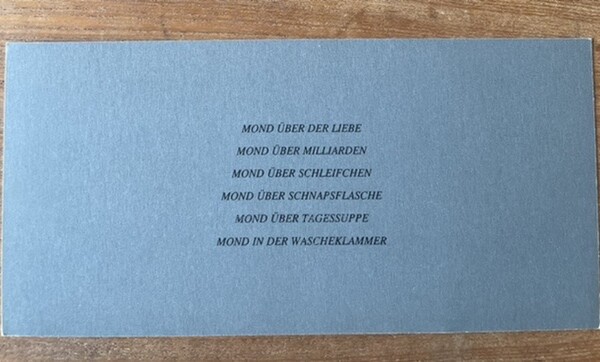 MOND ÜBER DER LIEBE
MOND ÜBER MILLIARDEN
MOND ÜBER SCHLEIFCHEN
MOND ÜBER SCHNAPSFLASCHE
MOND ÜBER TAGESSUPPE
MOND IN DER WASCHEKLAMMER